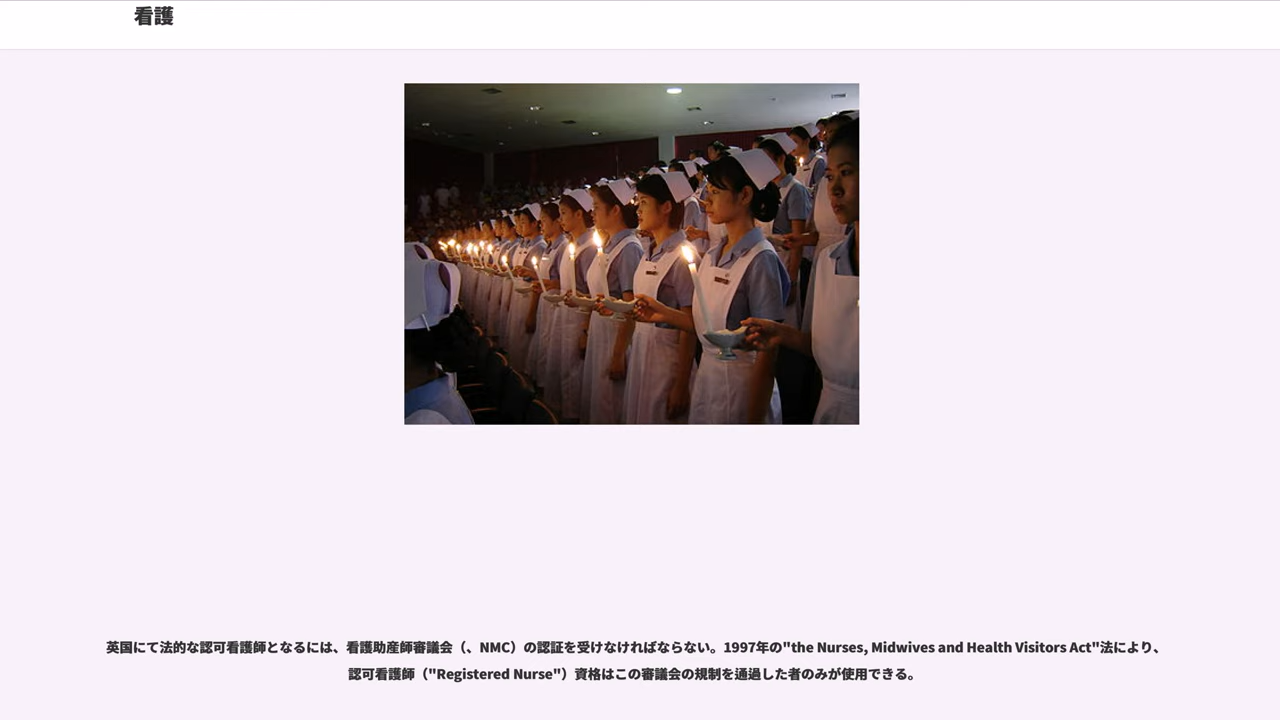 看護
英国にて法的な認可看護師となるには、看護助産師審議会（、NMC）の認証を受けなければならない。1997年の"the Nurses, Midwives and Health Visitors Act"法により、
認可看護師（"Registered Nurse"）資格はこの審議会の規制を通過した者のみが使用できる。